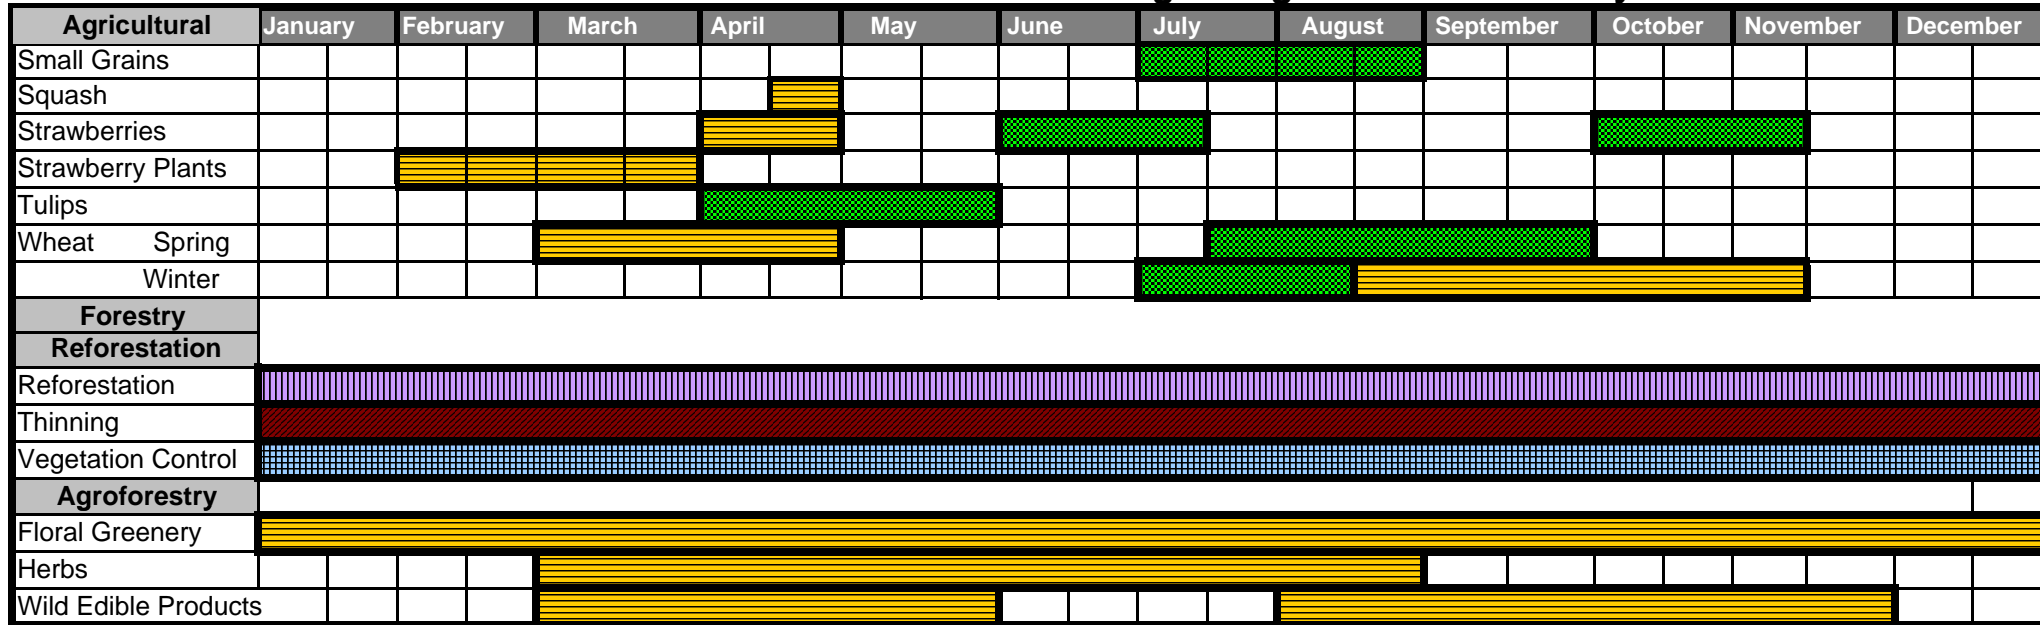 Agricultural January February March April May June July August September October November December
Small Grains
Squash
Strawberries
Strawberry Plants
Tulips
Wheat Spring
Winter
Forestry
Reforestation
Reforestation
Thinning
Vegetation Control
Agroforestry
Floral Greenery
Herbs
Wild Edible Products